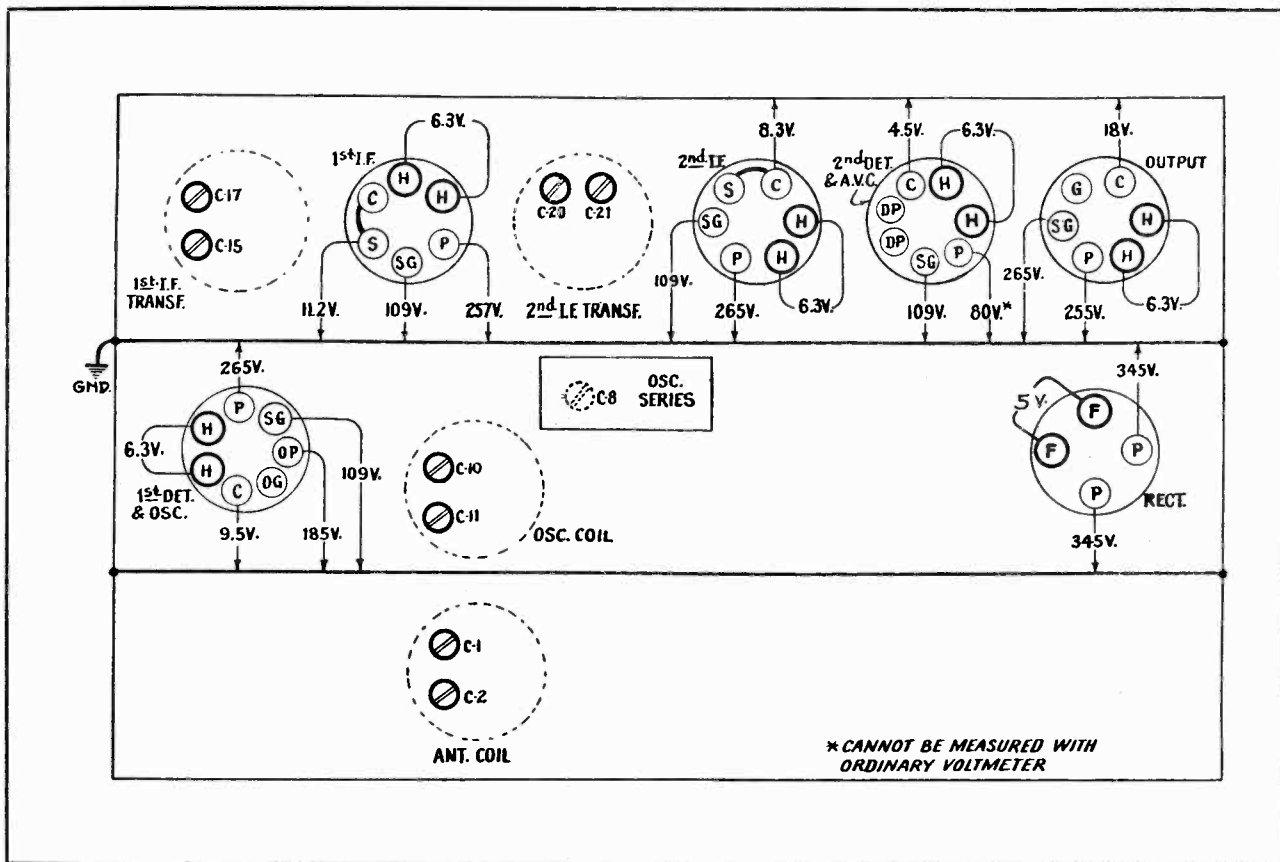 6.3V.
1st I.F.
H
H
C
S
SG
P
C-17
C-15
1st I.F.
TRANSF.
11.2V.
109V.
257V.
C-20
C-21
2nd I.F. TRANSF.
8.3V.
2nd I.F.
S
C
SG
H
P
H
109V.
265V.
6.3V.
4.5V.
6.3V.
2nd DET.
& A.V.C.
C
H
DP
H
DP
SG
P
109V.
80V.*
18V.
OUTPUT
G
C
SG
H
P
H
265V.
255V.
6.3V.
GND.
265V.
P
H
SG
6.3V.
OP
H
C
OG
109V.
1st DET.
& OSC.
9.5V.
185V.
C-8
OSC.
SERIES
C-10
C-11
OSC. COIL
345V.
5V.
F
F
P
P
RECT.
345V.
C-1
C-2
ANT. COIL
* CANNOT BE MEASURED WITH
ORDINARY VOLTMETER